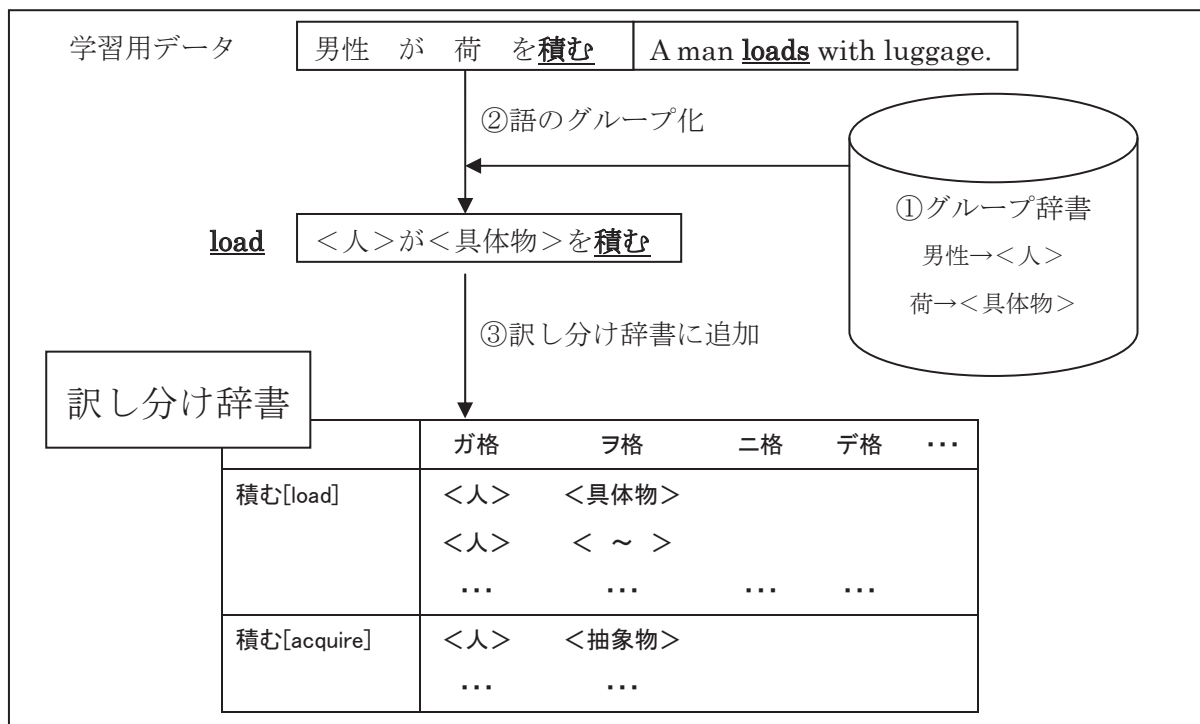 学習用データ 男性 が 荷 を積む A man loads with luggage.
②語のグループ化
①グループ辞書
男性→<人>
荷→<具体物>
load <人>が<具体物>を積む
③訳し分け辞書に追加
訳し分け辞書
ガ格 ヲ格 ニ格 デ格 ・・・
積む[load] <人> <具体物>
<人> < ~ >
・・・ ・・・ ・・・ ・・・
積む[acquire] <人> <抽象物>
・・・ ・・・